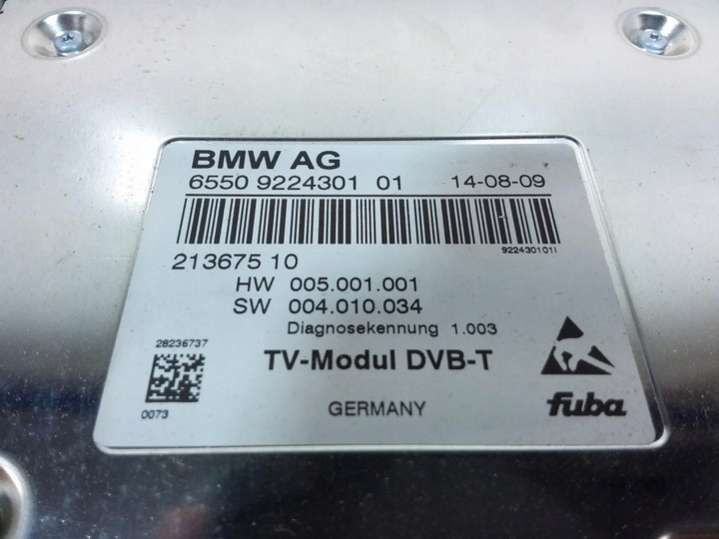 BMW AG
6550 9224301 01 14-08-09
922430101I
213675 10
HW 005.001.001
SW 004.010.034
Diagnosekennung 1.003
28236737
TV-Modul DVB-T
0073
GERMANY
fuba